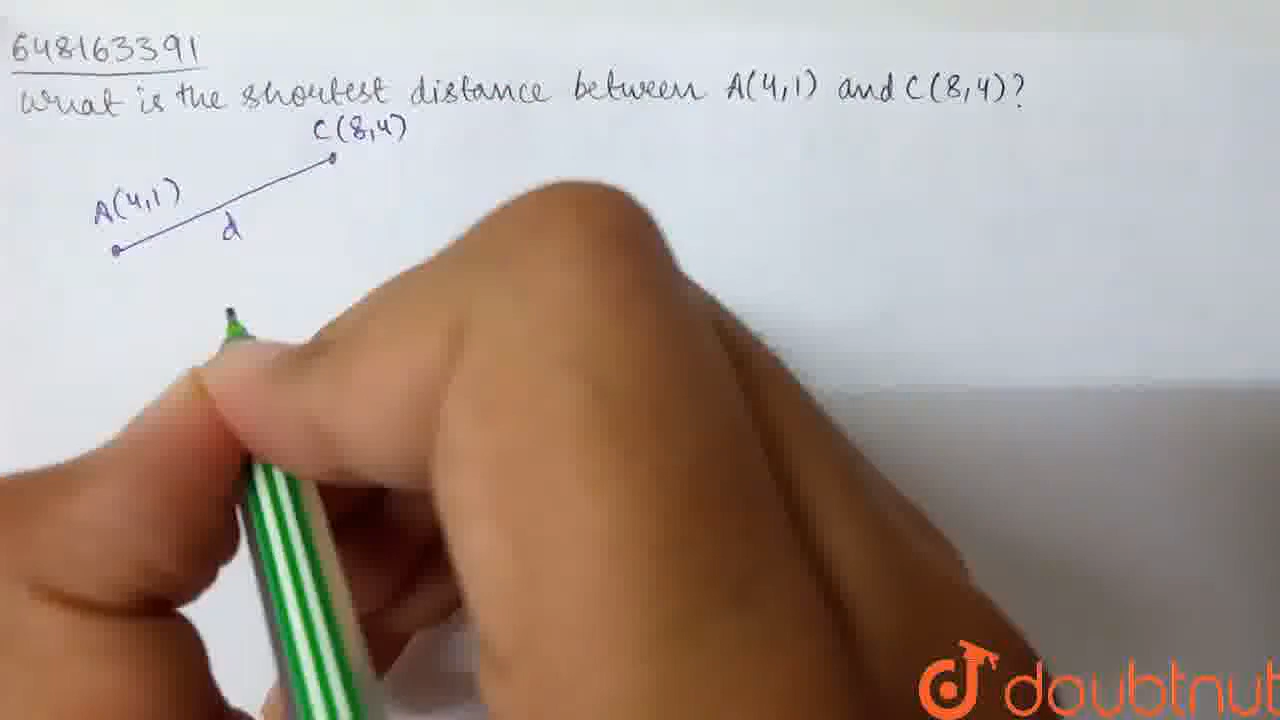 648163391
What is the shortest distance between A(4,1) and C(8,4)?
C(8,4)
A(4,1)
d
doubtnut